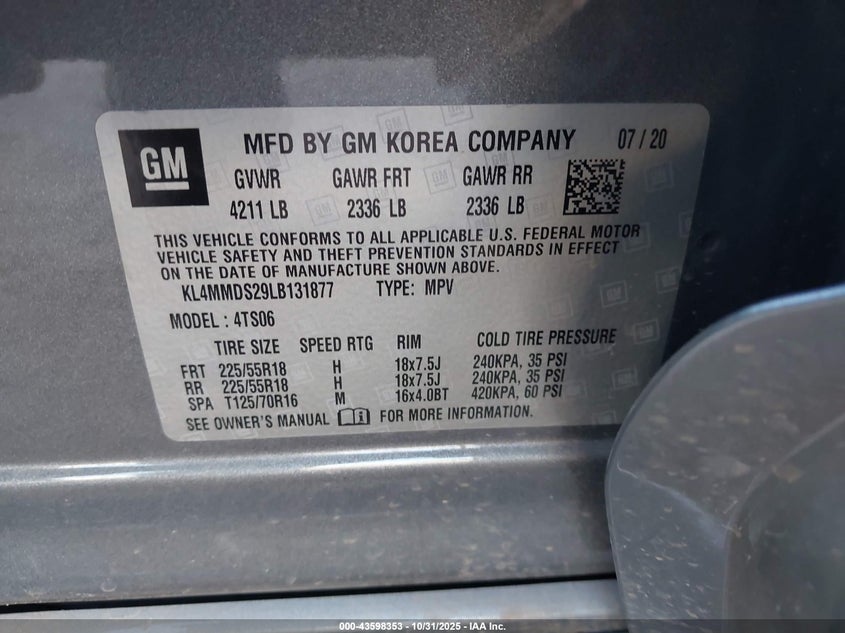 GM MFD BY GM KOREA COMPANY 07 / 20
GVWR GAWR FRT GAWR RR
4211 LB 2336 LB 2336 LB
THIS VEHICLE CONFORMS TO ALL APPLICABLE U.S. FEDERAL MOTOR
VEHICLE SAFETY AND THEFT PREVENTION STANDARDS IN EFFECT
ON THE DATE OF MANUFACTURE SHOWN ABOVE.
KL4MMDS29LB131877 TYPE: MPV
MODEL: 4TS06
TIRE SIZE SPEED RTG RIM COLD TIRE PRESSURE
FRT 225/55R18 H 18x7.5J 240KPA, 35 PSI
RR 225/55R18 H 18x7.5J 240KPA, 35 PSI
SPA T125/70R16 M 16x4.0BT 420KPA, 60 PSI
SEE OWNER'S MANUAL FOR MORE INFORMATION.
000-43598353 - 10/31/2025 - IAA Inc.